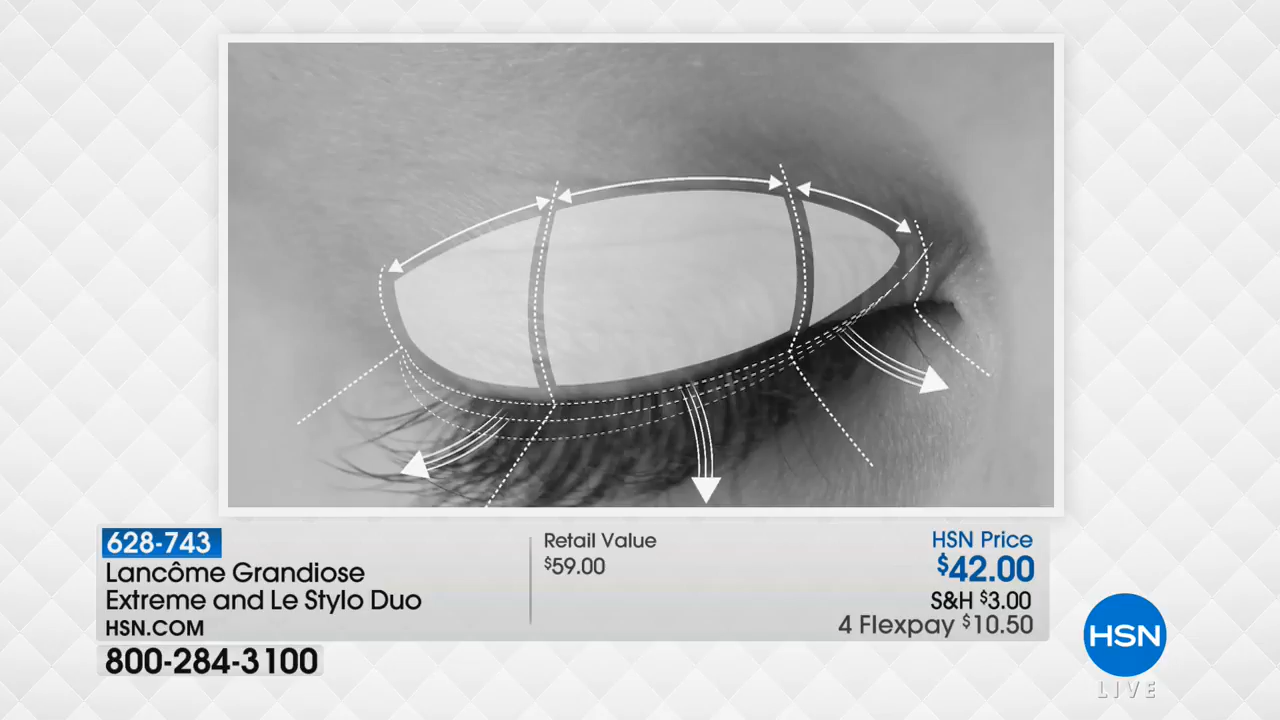 628-743
Lancôme Grandiose
Extreme and Le Stylo Duo
HSN.COM
800-284-3100
Retail Value
$59.00
HSN Price
$42.00
S&H $3.00
4 Flexpay $10.50
HSN
LIVE